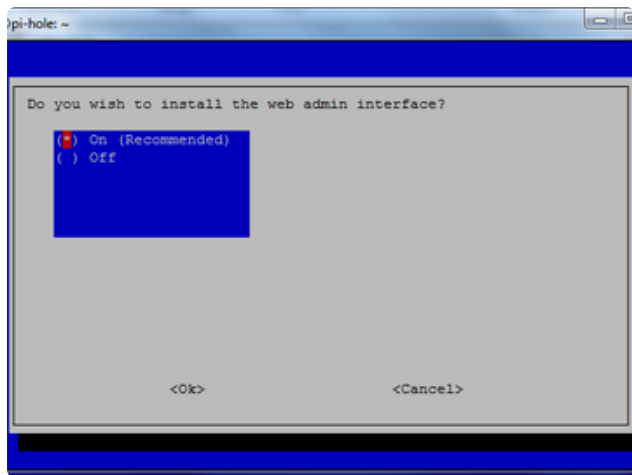 pi-hole: ~
Do you wish to install the web admin interface?
(*) On (Recommended)
( ) Off
<Ok> <Cancel>